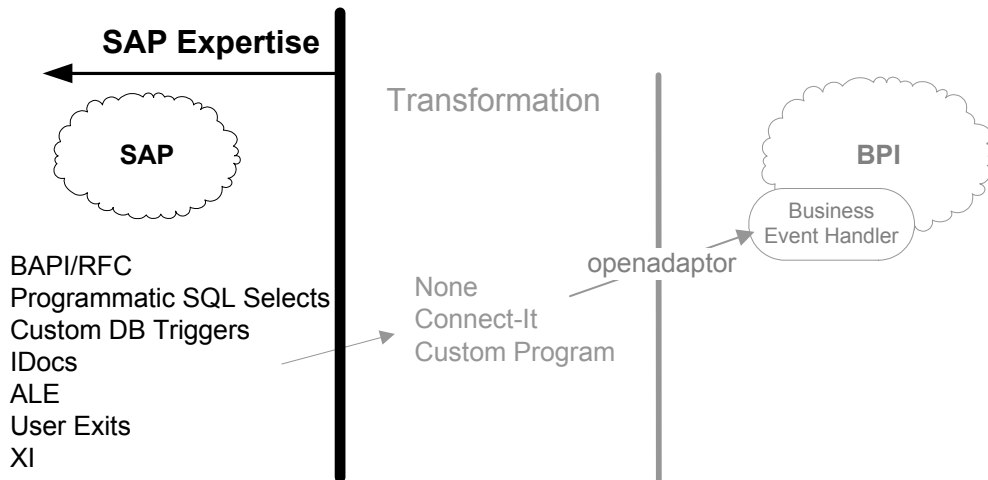 SAP Expertise
SAP
BAPI/RFC
Programmatic SQL Selects
Custom DB Triggers
IDocs
ALE
User Exits
XI
Transformation
None
Connect-It
Custom Program
openadaptor
BPI
Business
Event Handler